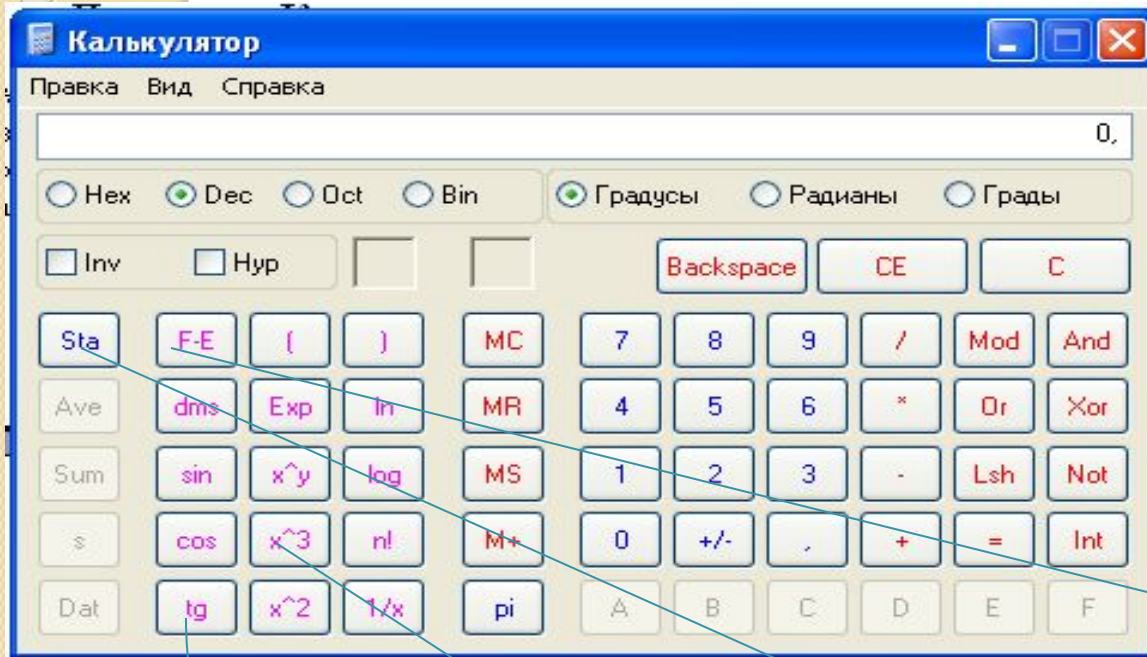 Калькулятор
Правка Вид Справка
0,
Hex Dec Oct Bin Градусы Радианы Грады
Inv Hyp Backspace CE C
Sta F-E ( ) MC 7 8 9 / Mod And
Ave dms Exp ln MR 4 5 6 * Or Xor
Sum sin x^y log MS 1 2 3 - Lsh Not
s cos x^3 n! M+ 0 +/- , + = Int
Dat tg x^2 1/x pi A B C D E F